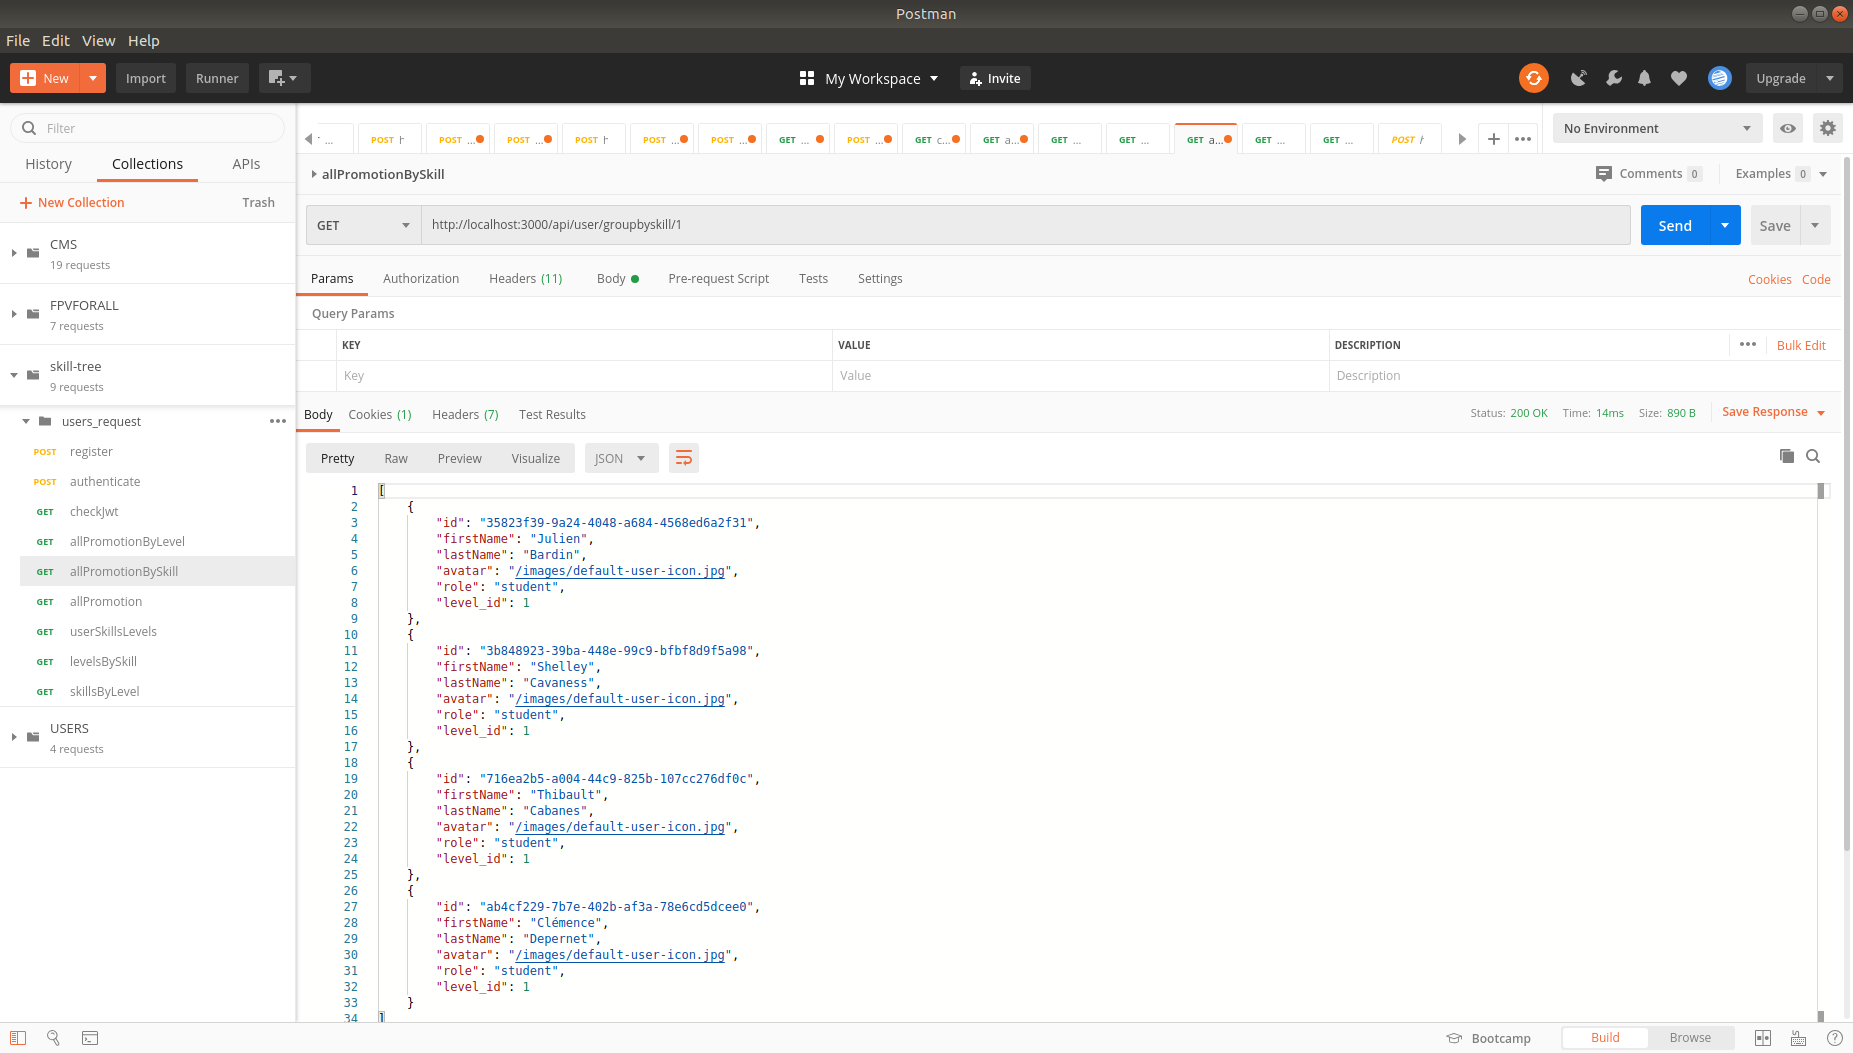 Postman
File Edit View Help
New Import Runner My Workspace Invite Upgrade
Filter
History Collections APIs
New Collection Trash
CMS
19 requests
FPVFORALL
7 requests
skill-tree
9 requests
users_request
POST register
POST authenticate
GET checkJwt
GET allPromotionByLevel
GET allPromotionBySkill
GET allPromotion
GET userSkillsLevels
GET levelsBySkill
GET skillsByLevel
USERS
4 requests
... POST POST ... POST ... POST POST ... POST ... GET ... POST ... GET c... GET a... GET ... GET ... GET a... GET ... GET ... POST
No Environment
allPromotionBySkill Comments 0 Examples 0
GET http://localhost:3000/api/user/groupbyskill/1 Send Save
Params Authorization Headers (11) Body Pre-request Script Tests Settings Cookies Code
Query Params
KEY VALUE DESCRIPTION Bulk Edit
Key Value Description
Body Cookies (1) Headers (7) Test Results Status: 200 OK Time: 14ms Size: 890 B Save Response
Pretty Raw Preview Visualize JSON
1 [
2 {
3 "id": "35823f39-9a24-4048-a684-4568ed6a2f31",
4 "firstName": "Julien",
5 "lastName": "Bardin",
6 "avatar": "/images/default-user-icon.jpg",
7 "role": "student",
8 "level_id": 1
9 },
10 {
11 "id": "3b848923-39ba-448e-99c9-bfbf8d9f5a98",
12 "firstName": "Shelley",
13 "lastName": "Cavaness",
14 "avatar": "/images/default-user-icon.jpg",
15 "role": "student",
16 "level_id": 1
17 },
18 {
19 "id": "716ea2b5-a004-44c9-825b-107cc276df0c",
20 "firstName": "Thibault",
21 "lastName": "Cabanes",
22 "avatar": "/images/default-user-icon.jpg",
23 "role": "student",
24 "level_id": 1
25 },
26 {
27 "id": "ab4cf229-7b7e-402b-af3a-78e6cd5dcee0",
28 "firstName": "Clémence",
29 "lastName": "Depernet",
30 "avatar": "/images/default-user-icon.jpg",
31 "role": "student",
32 "level_id": 1
33 }
34 ]
Bootcamp Build Browse